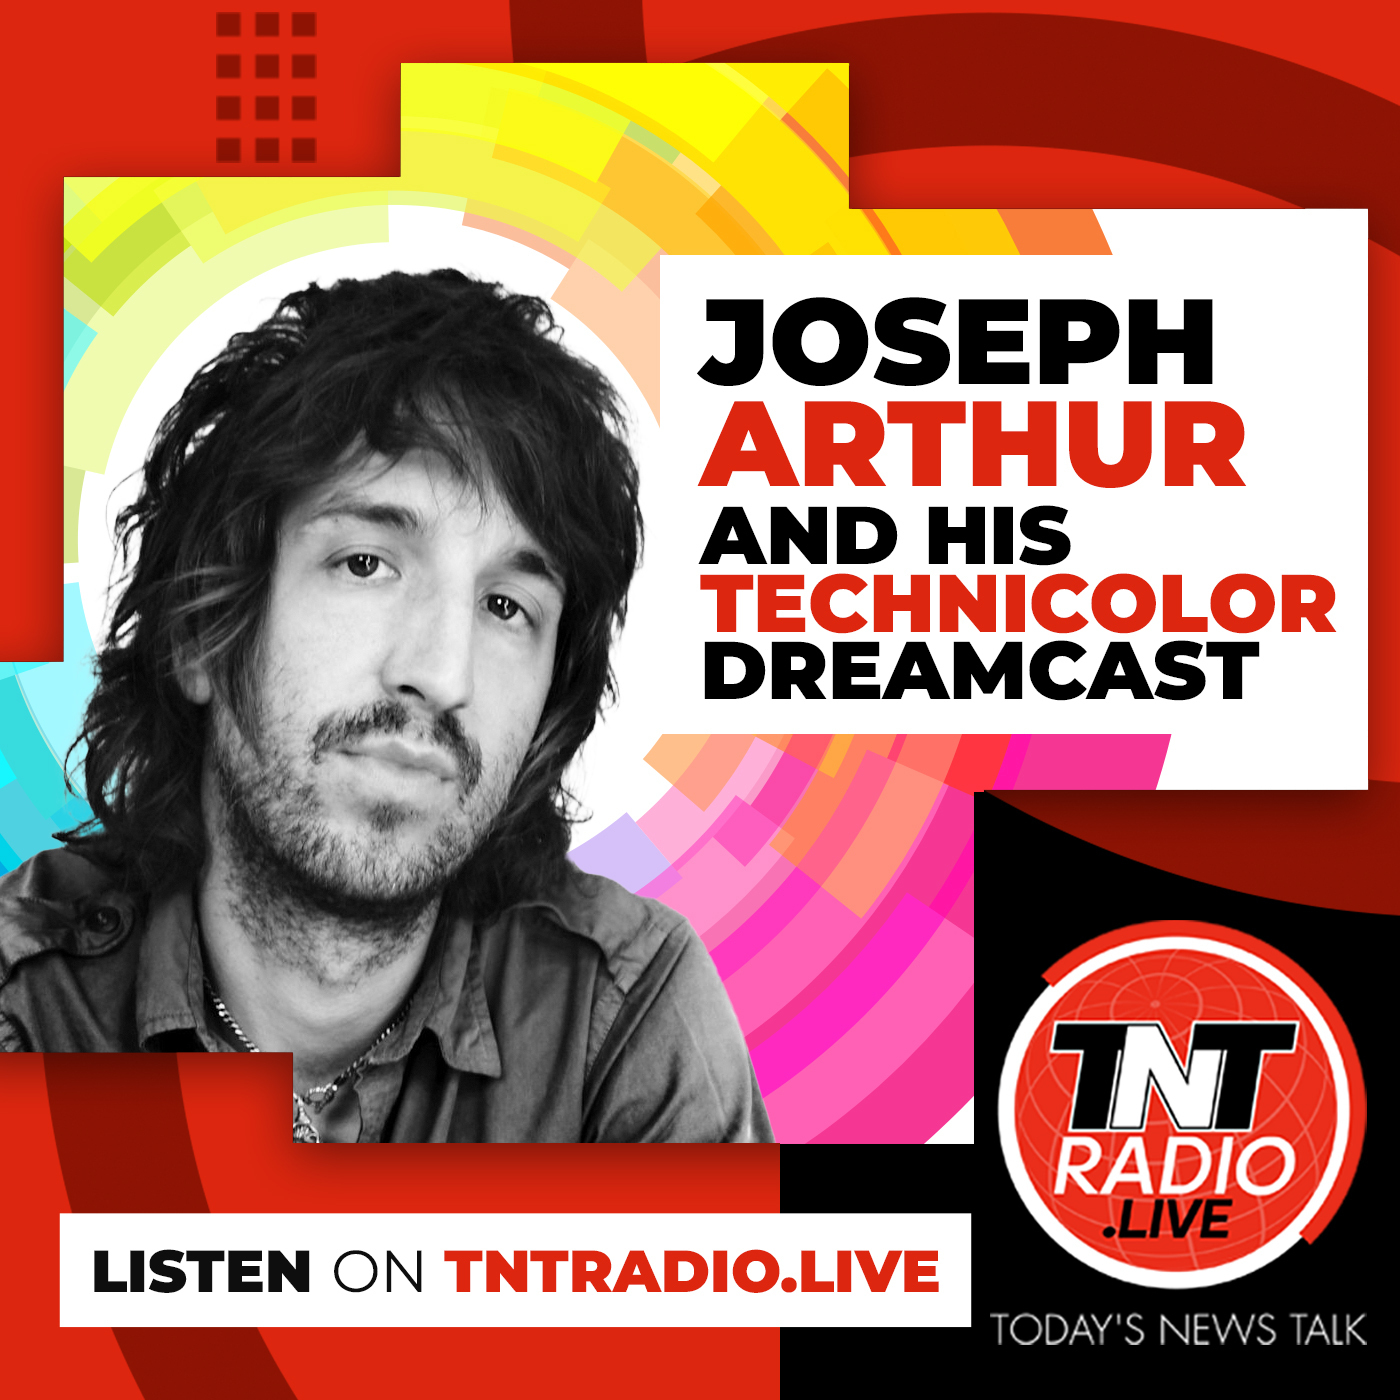 JOSEPH
ARTHUR
AND HIS
TECHNICOLOR
DREAMCAST
TNT
RADIO
.LIVE
LISTEN ON TNTRADIO.LIVE
TODAY'S NEWS TALK